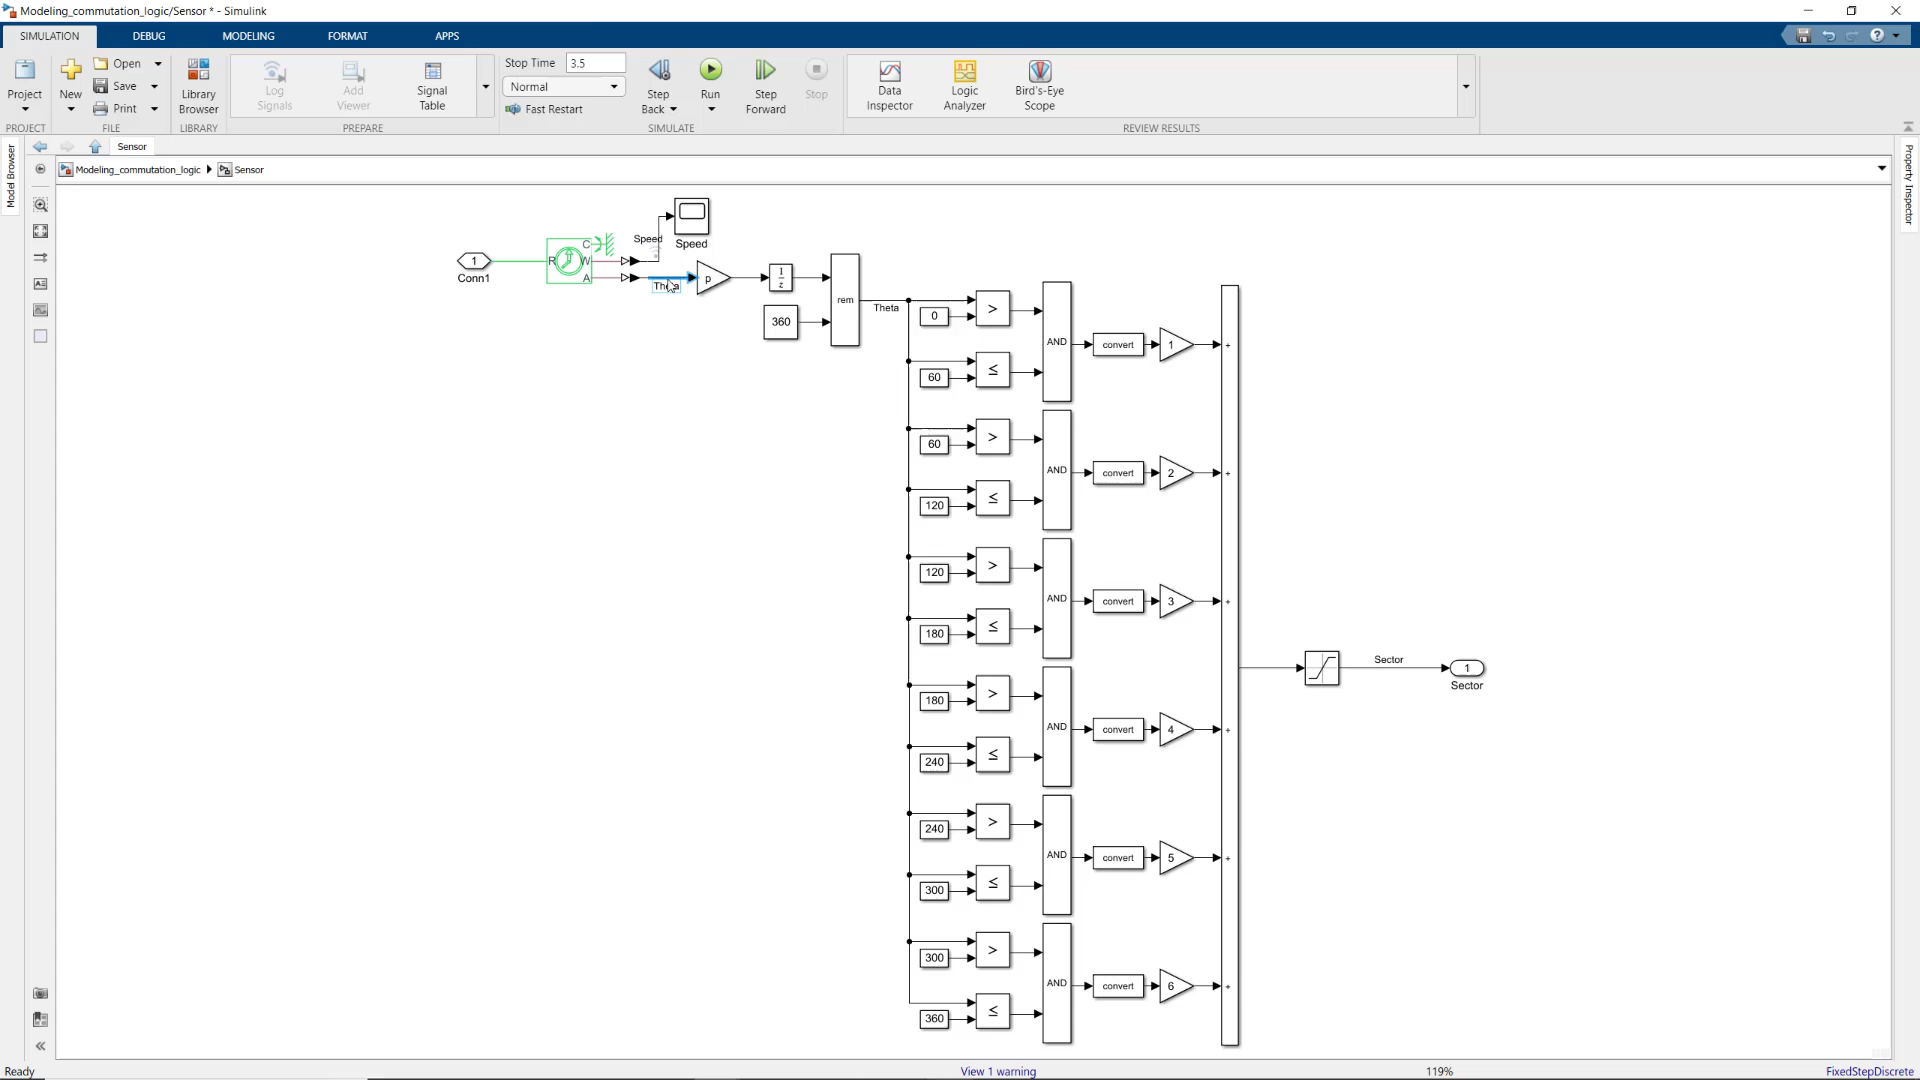 Modeling_commutation_logic/Sensor * - Simulink
SIMULATION DEBUG MODELING FORMAT APPS
Project
New
Open
Save
Print
Library Browser
Log Signals
Add Viewer
Signal Table
Stop Time 3.5
Normal
Fast Restart
Step Back
Run
Step Forward
Stop
Data Inspector
Logic Analyzer
Bird's-Eye Scope
PROJECT FILE LIBRARY PREPARE SIMULATE REVIEW RESULTS
Sensor
Modeling_commutation_logic Sensor
Model Browser
Property Inspector
1
Conn1
R C W A
Speed
Speed
p
1
z
360
rem
Theta
0 > AND convert 1 +
60 ≤
60 > AND convert 2 +
120 ≤
120 > AND convert 3 +
180 ≤
180 > AND convert 4 +
240 ≤
240 > AND convert 5 +
300 ≤
300 > AND convert 6 +
360 ≤
Sector
1
Sector
Ready View 1 warning 119% FixedStepDiscrete